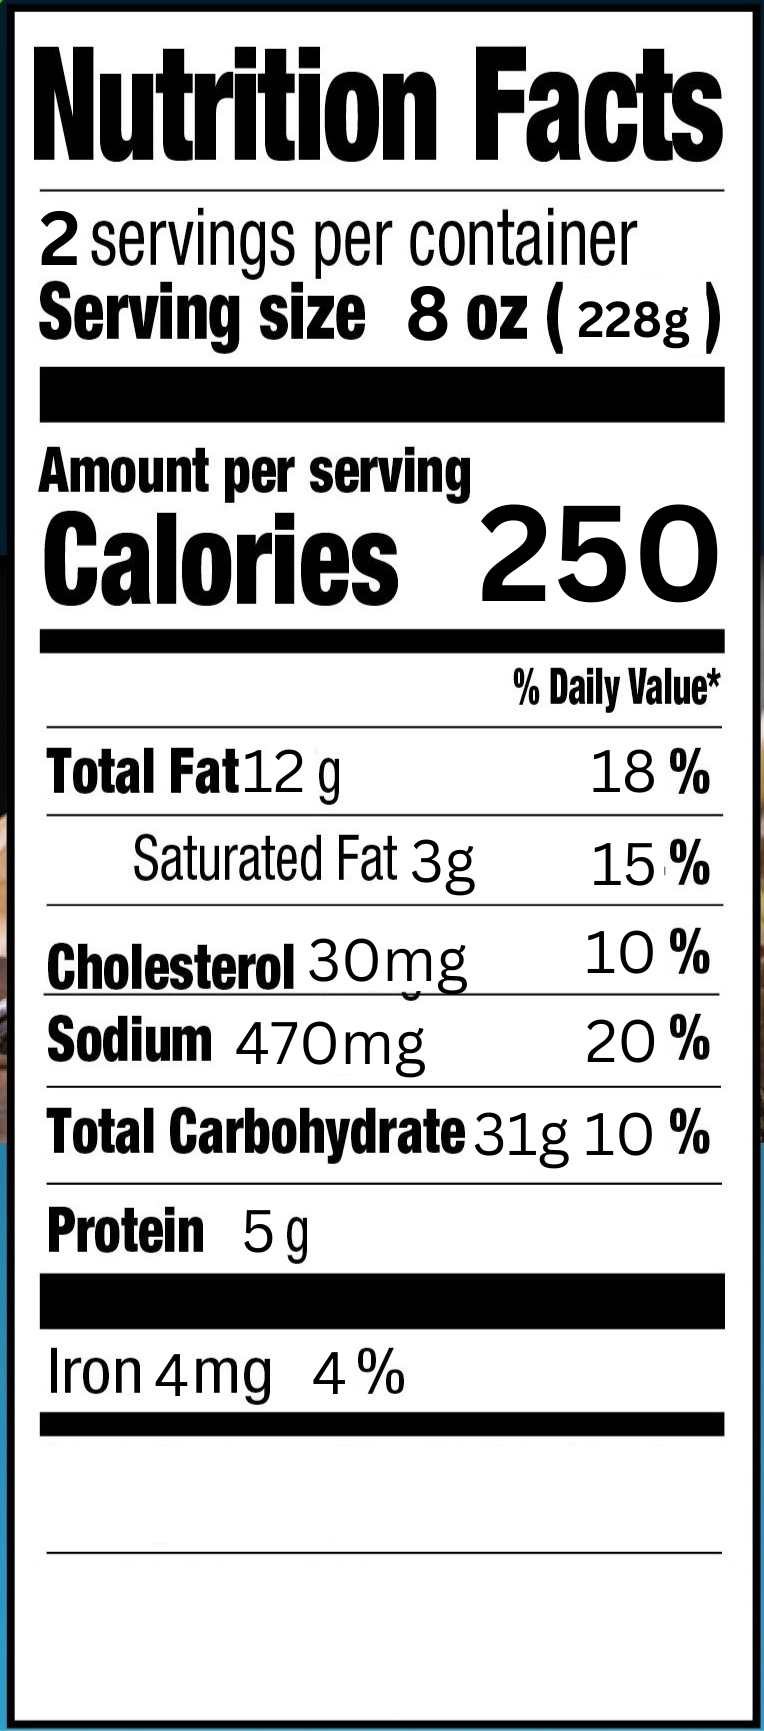 Nutrition Facts
2 servings per container
Serving size 8 oz (228g)
Amount per serving
Calories 250
% Daily Value*
Total Fat 12 g 18 %
Saturated Fat 3g 15 %
Cholesterol 30mg 10 %
Sodium 470mg 20 %
Total Carbohydrate 31g 10 %
Protein 5 g
Iron 4mg 4 %